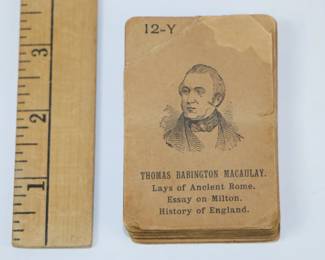 12-Y
THOMAS BABINGTON MACAULAY.
Lays of Ancient Rome.
Essay on Milton.
History of England.
3
2
1